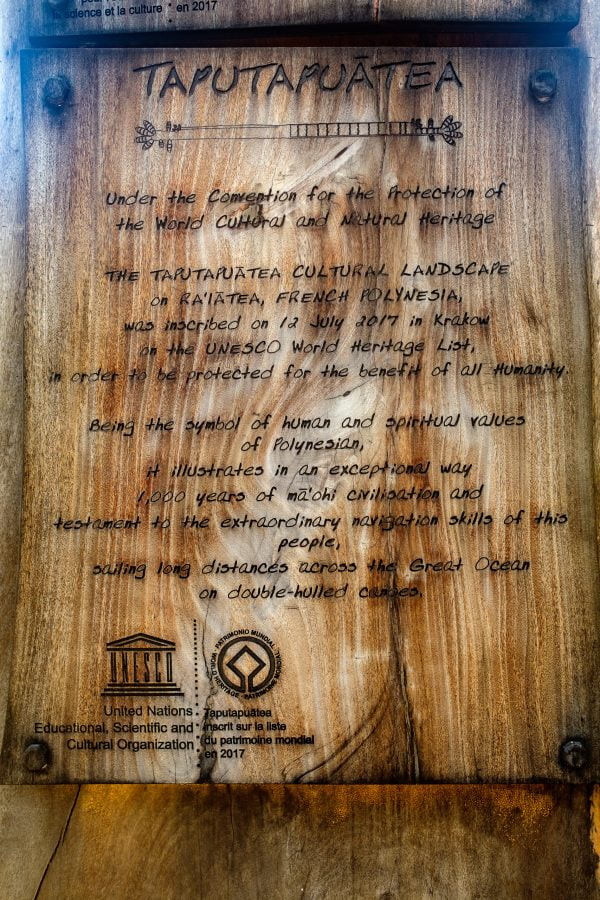 la science et la culture · en 2017
TAPUTAPUĀTEA
Under the Convention for the Protection of
the World Cultural and Natural Heritage
THE TAPUTAPUĀTEA CULTURAL LANDSCAPE
on RA'IĀTEA, FRENCH POLYNESIA,
was inscribed on 12 July 2017 in Krakow
on the UNESCO World Heritage List,
in order to be protected for the benefit of all Humanity.
Being the symbol of human and spiritual values
of Polynesian,
it illustrates in an exceptional way
1,000 years of mā'ohi civilisation and
testament to the extraordinary navigation skills of this
people,
sailing long distances across the Great Ocean
on double-hulled canoes.
UNESCO
United Nations
Educational, Scientific and
Cultural Organization
WORLD HERITAGE · PATRIMONIO MUNDIAL · PATRIMOINE MONDIAL
Taputapuātea
inscrit sur la liste
du patrimoine mondial
en 2017